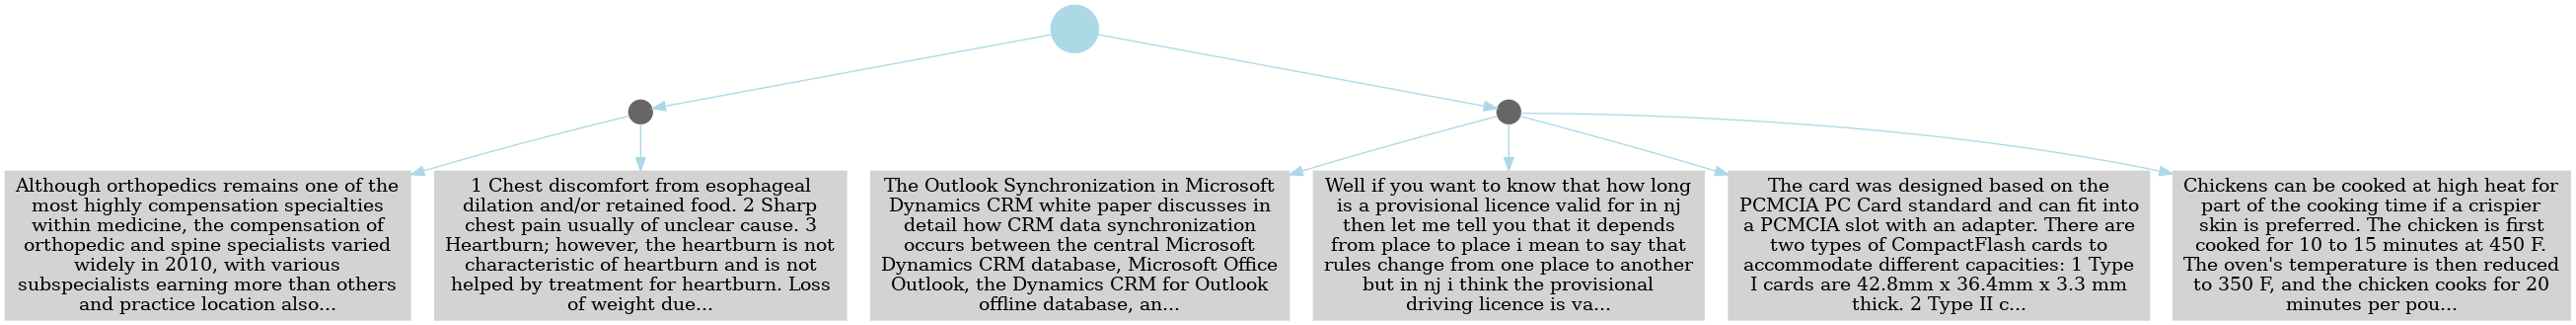 Although orthopedics remains one of the
most highly compensation specialties
within medicine, the compensation of
orthopedic and spine specialists varied
widely in 2010, with various
subspecialists earning more than others
and practice location also...
1 Chest discomfort from esophageal
dilation and/or retained food. 2 Sharp
chest pain usually of unclear cause. 3
Heartburn; however, the heartburn is not
characteristic of heartburn and is not
helped by treatment for heartburn. Loss
of weight due...
The Outlook Synchronization in Microsoft
Dynamics CRM white paper discusses in
detail how CRM data synchronization
occurs between the central Microsoft
Dynamics CRM database, Microsoft Office
Outlook, the Dynamics CRM for Outlook
offline database, an...
Well if you want to know that how long
is a provisional licence valid for in nj
then let me tell you that it depends
from place to place i mean to say that
rules change from one place to another
but in nj i think the provisional
driving licence is va...
The card was designed based on the
PCMCIA PC Card standard and can fit into
a PCMCIA slot with an adapter. There are
two types of CompactFlash cards to
accommodate different capacities: 1 Type
I cards are 42.8mm x 36.4mm x 3.3 mm
thick. 2 Type II c...
Chickens can be cooked at high heat for
part of the cooking time if a crispier
skin is preferred. The chicken is first
cooked for 10 to 15 minutes at 450 F.
The oven's temperature is then reduced
to 350 F, and the chicken cooks for 20
minutes per pou...